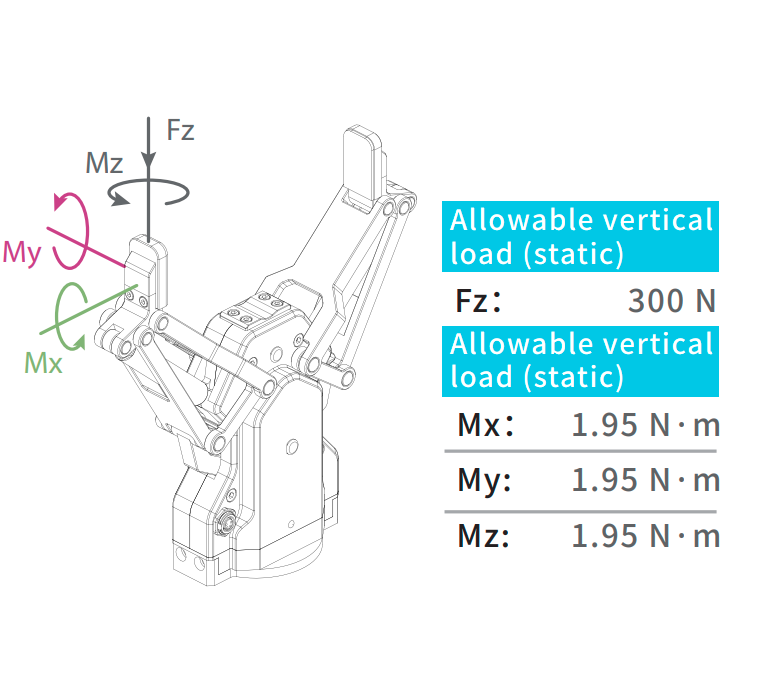 Fz
Mz
My
Mx
Allowable vertical
load (static)
Fz: 300 N
Allowable vertical
load (static)
Mx: 1.95 N·m
My: 1.95 N·m
Mz: 1.95 N·m